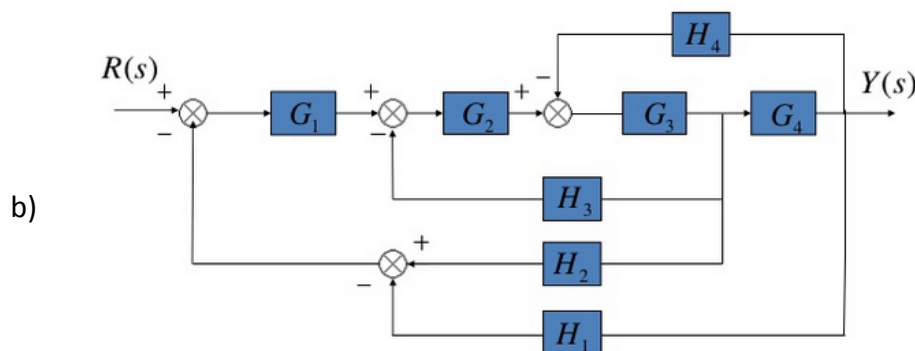 H₄
R(s)
Y(s)
+
−
G₁
+
−
G₂
+
−
G₃
G₄
b)
H₃
+
−
H₂
H₁